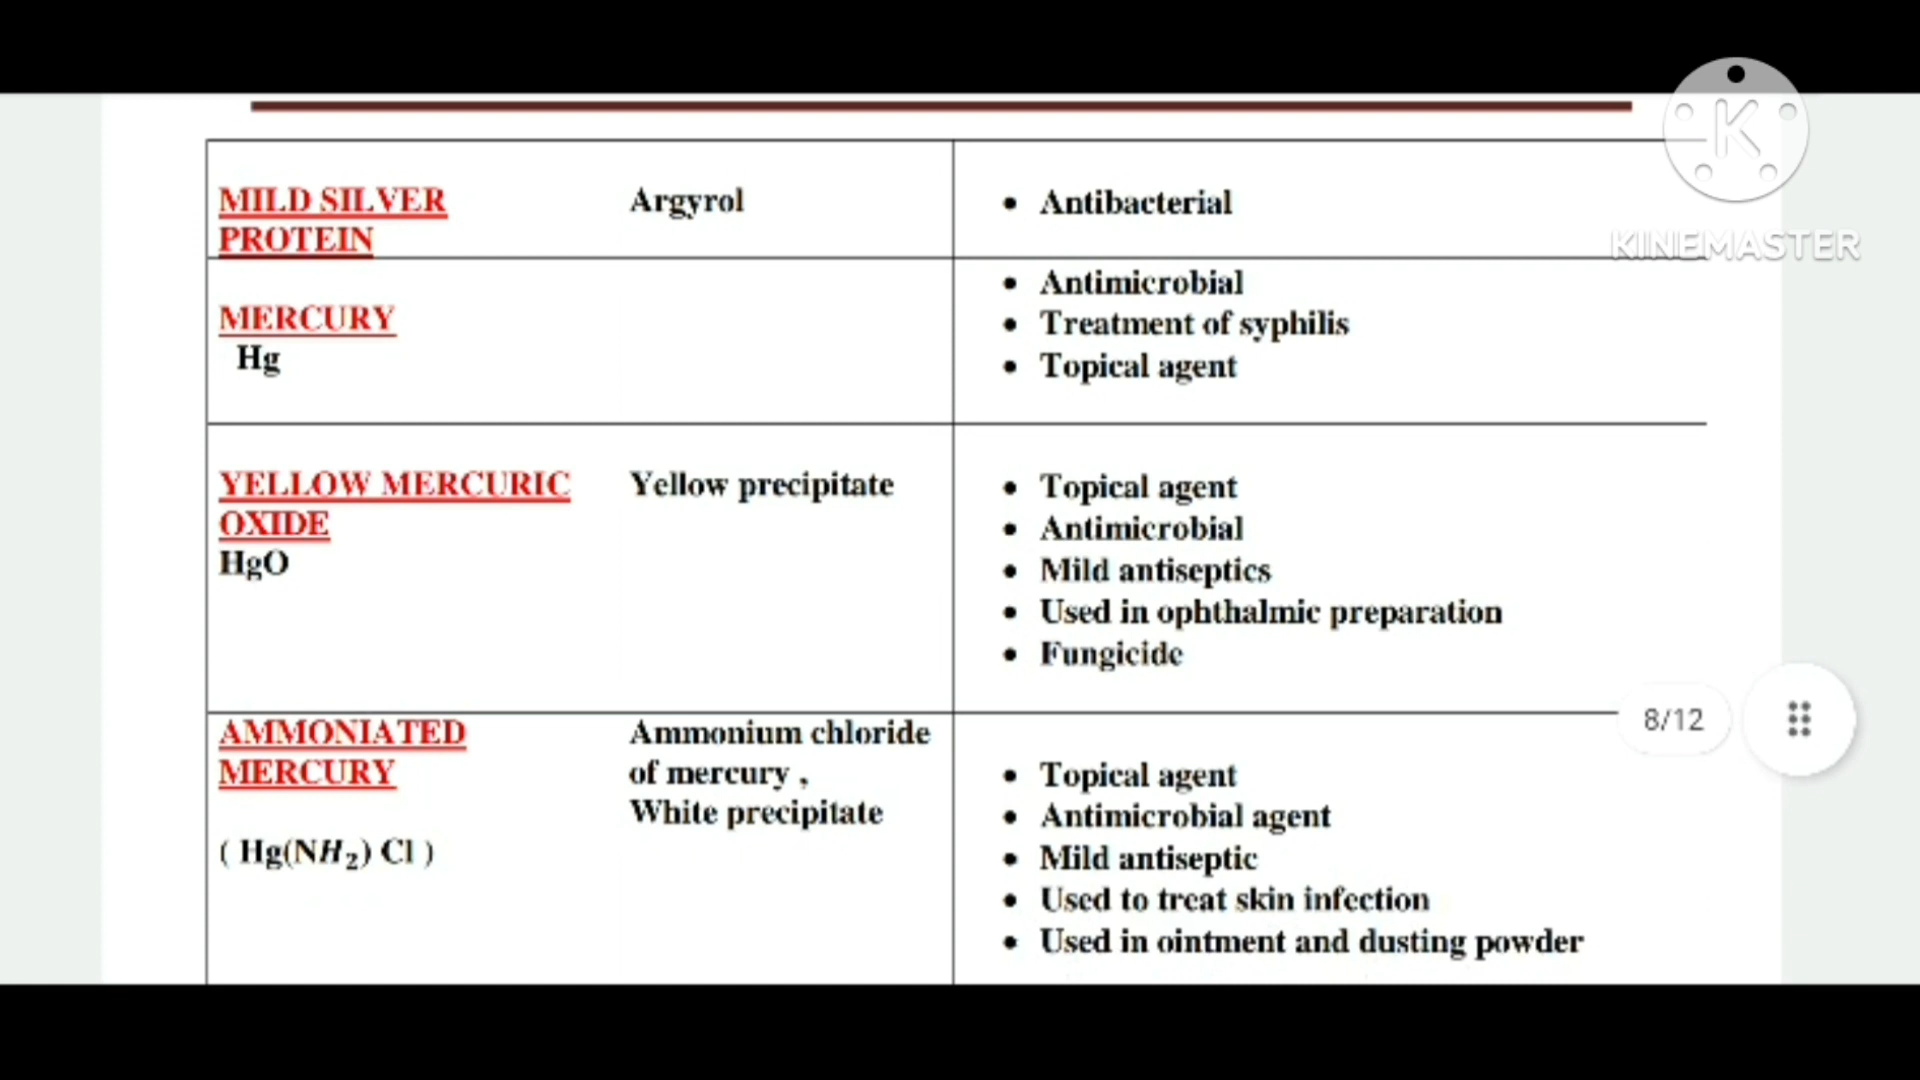 MILD SILVER Argyrol
PROTEIN
• Antibacterial
MERCURY
Hg
• Antimicrobial
• Treatment of syphilis
• Topical agent
YELLOW MERCURIC Yellow precipitate
OXIDE
HgO
• Topical agent
• Antimicrobial
• Mild antiseptics
• Used in ophthalmic preparation
• Fungicide
AMMONIATED Ammonium chloride
MERCURY of mercury ,
White precipitate
( Hg(NH₂) Cl )
• Topical agent
• Antimicrobial agent
• Mild antiseptic
• Used to treat skin infection
• Used in ointment and dusting powder
K
KINEMASTER
8/12